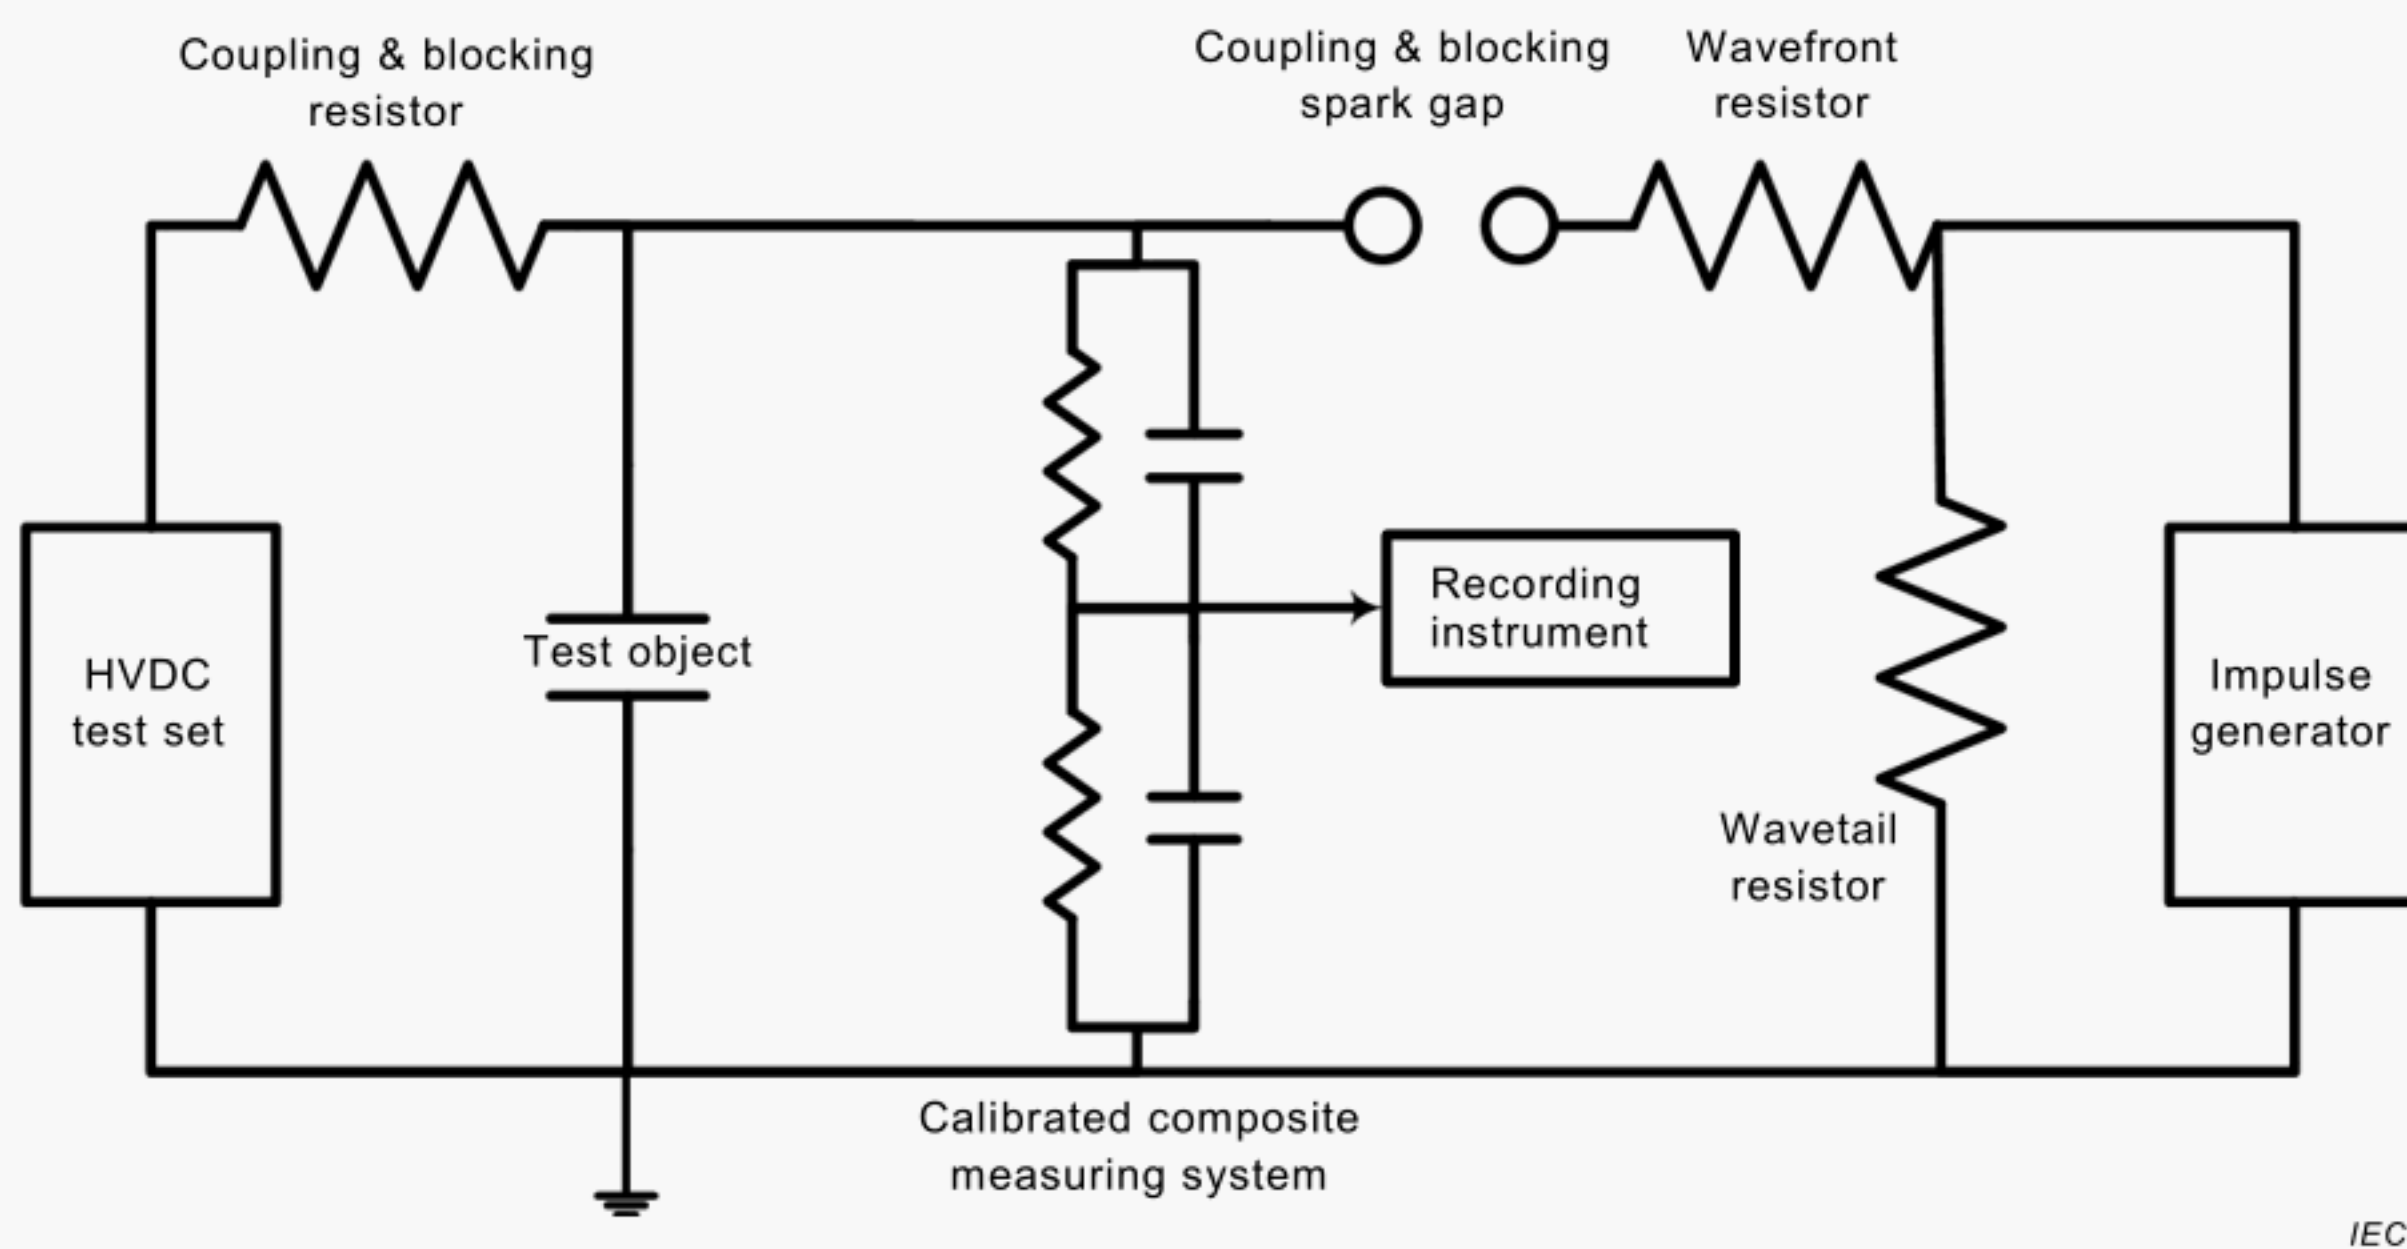 Coupling & blocking
resistor
Coupling & blocking
spark gap
Wavefront
resistor
HVDC
test set
Test object
Recording
instrument
Wavetail
resistor
Impulse
generator
Calibrated composite
measuring system
IEC